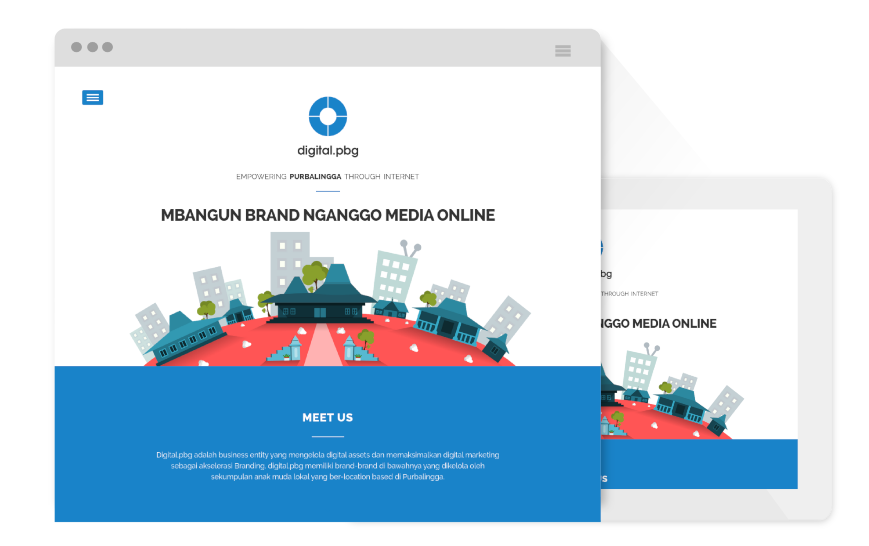 digital.pbg
EMPOWERING PURBALINGGA THROUGH INTERNET
MBANGUN BRAND NGANGGO MEDIA ONLINE
MEET US
Digital.pbg adalah business entity yang mengelola digital assets dan memaksimalkan digital marketing
sebagai akselerasi Branding. digital.pbg memiliki brand-brand di bawahnya yang dikelola oleh
sekumpulan anak muda lokal yang ber-location based di Purbalingga.
bg
THROUGH INTERNET
NGGO MEDIA ONLINE
US